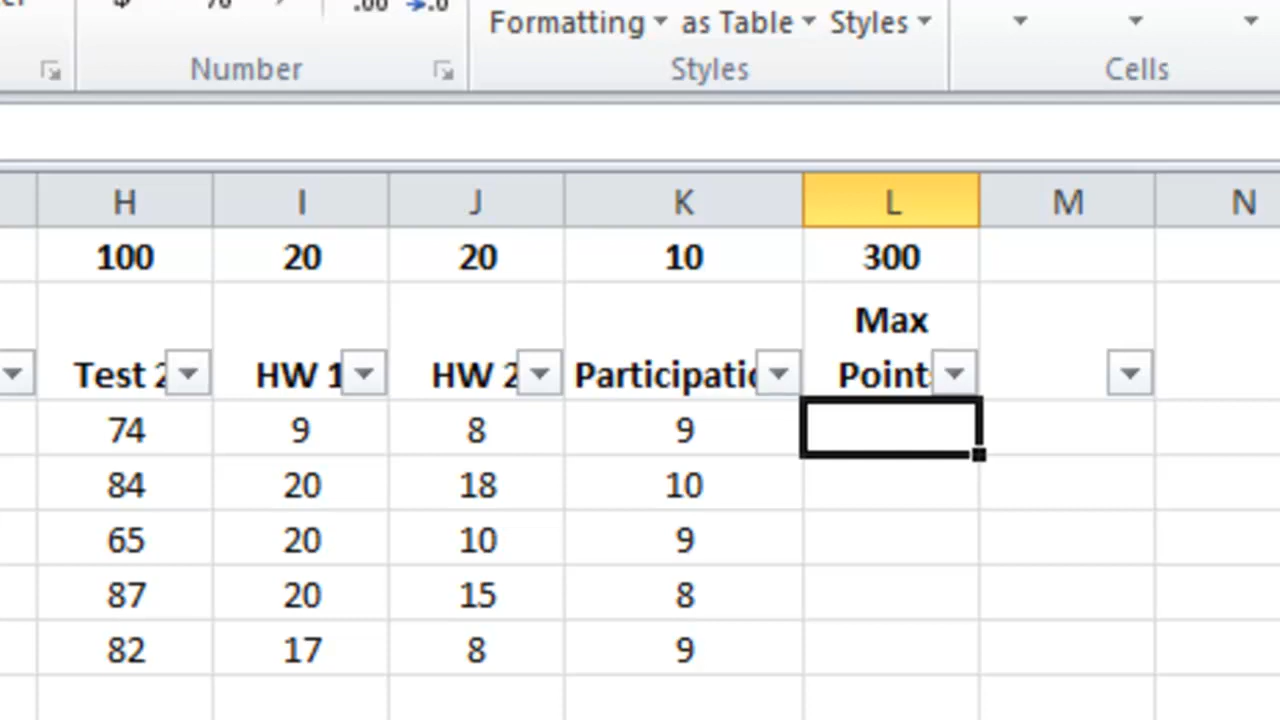 Formatting as Table Styles
Number Styles Cells
H I J K L M N
100 20 20 10 300
Max
Test 2 HW 1 HW 2 Participatio Points
74 9 8 9
84 20 18 10
65 20 10 9
87 20 15 8
82 17 8 9